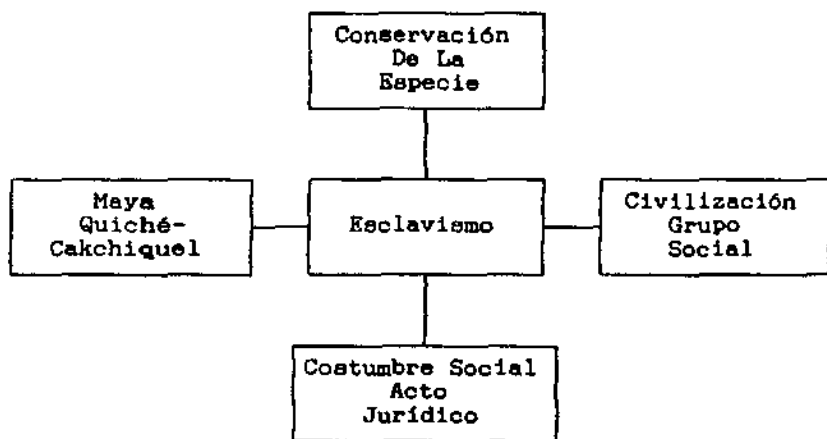 Conservación
De La
Especie
Maya
Quiché-
Cakchiquel
Esclavismo
Civilización
Grupo
Social
Costumbre Social
Acto
Jurídico